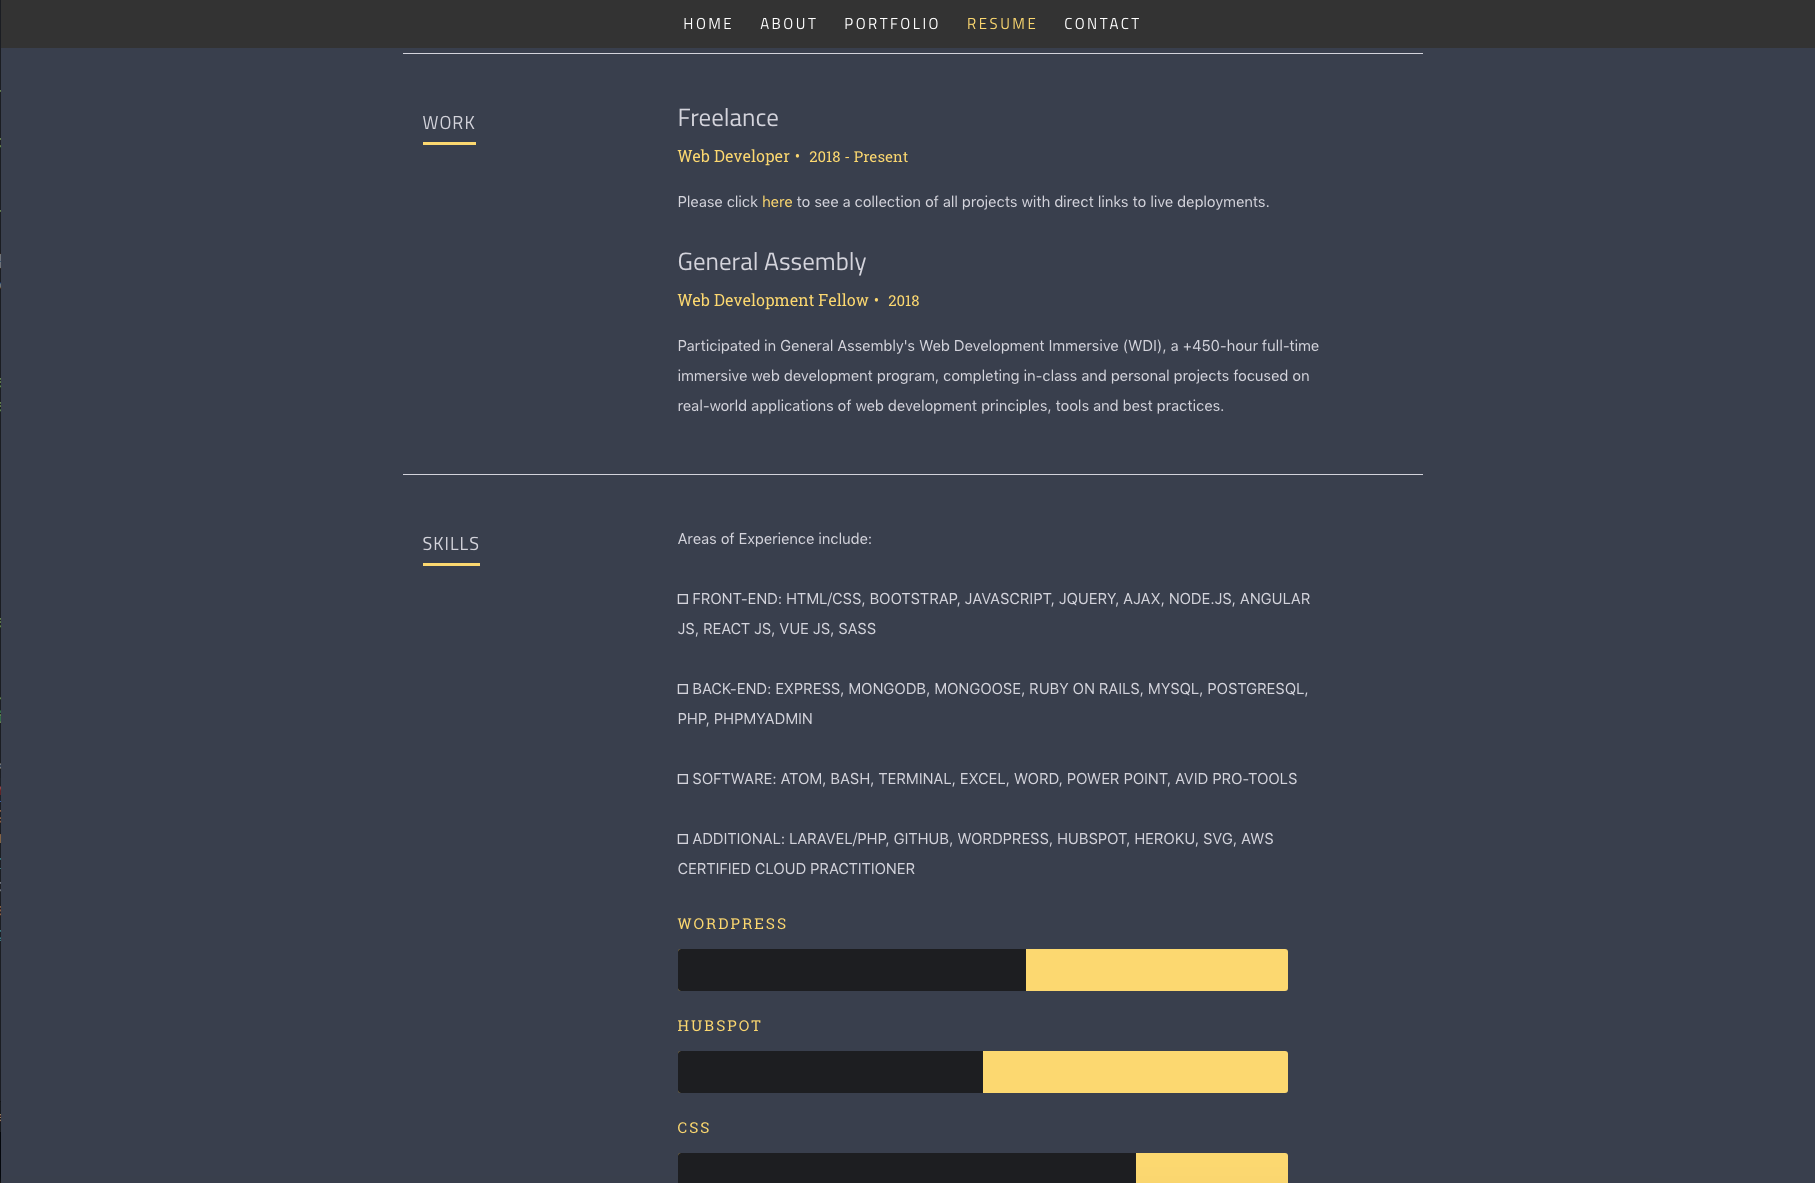 HOME ABOUT PORTFOLIO RESUME CONTACT
WORK
Freelance
Web Developer • 2018 - Present
Please click here to see a collection of all projects with direct links to live deployments.
General Assembly
Web Development Fellow • 2018
Participated in General Assembly's Web Development Immersive (WDI), a +450-hour full-time
immersive web development program, completing in-class and personal projects focused on
real-world applications of web development principles, tools and best practices.
SKILLS
Areas of Experience include:
☐ FRONT-END: HTML/CSS, BOOTSTRAP, JAVASCRIPT, JQUERY, AJAX, NODE.JS, ANGULAR
JS, REACT JS, VUE JS, SASS
☐ BACK-END: EXPRESS, MONGODB, MONGOOSE, RUBY ON RAILS, MYSQL, POSTGRESQL,
PHP, PHPMYADMIN
☐ SOFTWARE: ATOM, BASH, TERMINAL, EXCEL, WORD, POWER POINT, AVID PRO-TOOLS
☐ ADDITIONAL: LARAVEL/PHP, GITHUB, WORDPRESS, HUBSPOT, HEROKU, SVG, AWS
CERTIFIED CLOUD PRACTITIONER
WORDPRESS
HUBSPOT
CSS